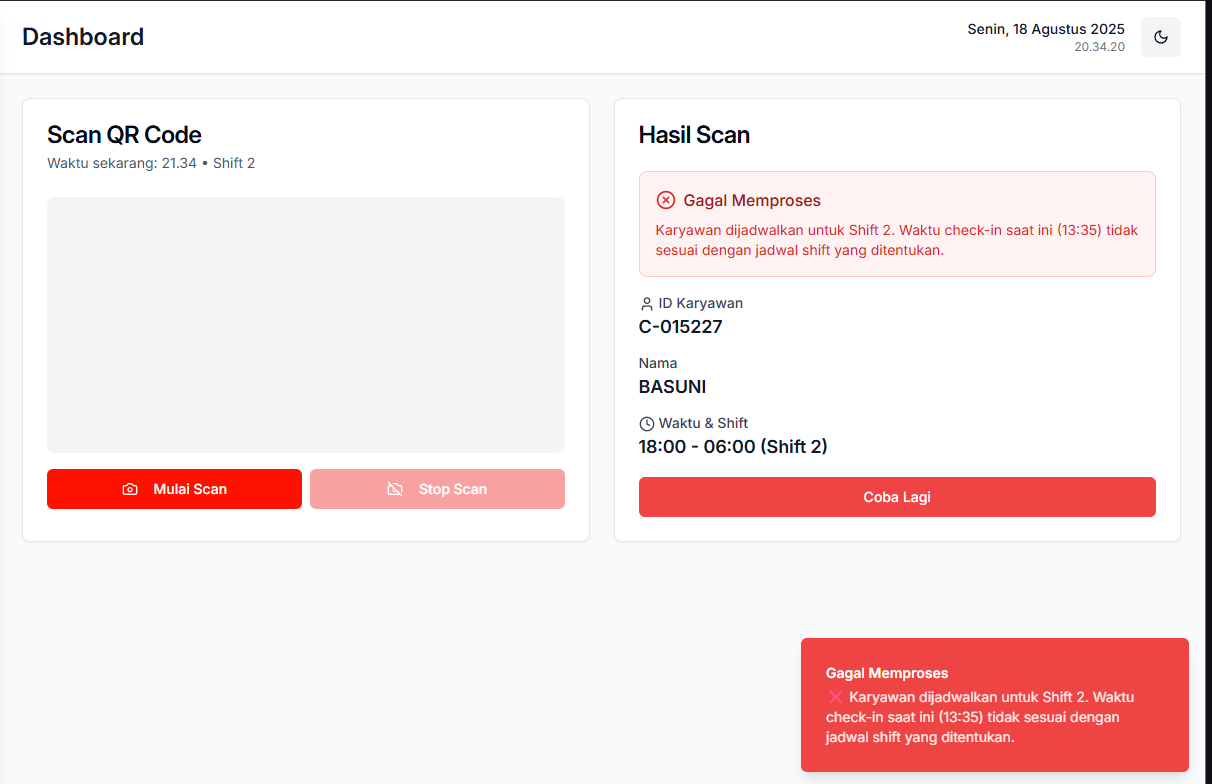 Dashboard
Senin, 18 Agustus 2025
20.34.20
Scan QR Code
Waktu sekarang: 21.34 • Shift 2
Mulai Scan
Stop Scan
Hasil Scan
Gagal Memproses
Karyawan dijadwalkan untuk Shift 2. Waktu check-in saat ini (13:35) tidak
sesuai dengan jadwal shift yang ditentukan.
ID Karyawan
C-015227
Nama
BASUNI
Waktu & Shift
18:00 - 06:00 (Shift 2)
Coba Lagi
Gagal Memproses
❌ Karyawan dijadwalkan untuk Shift 2. Waktu
check-in saat ini (13:35) tidak sesuai dengan
jadwal shift yang ditentukan.